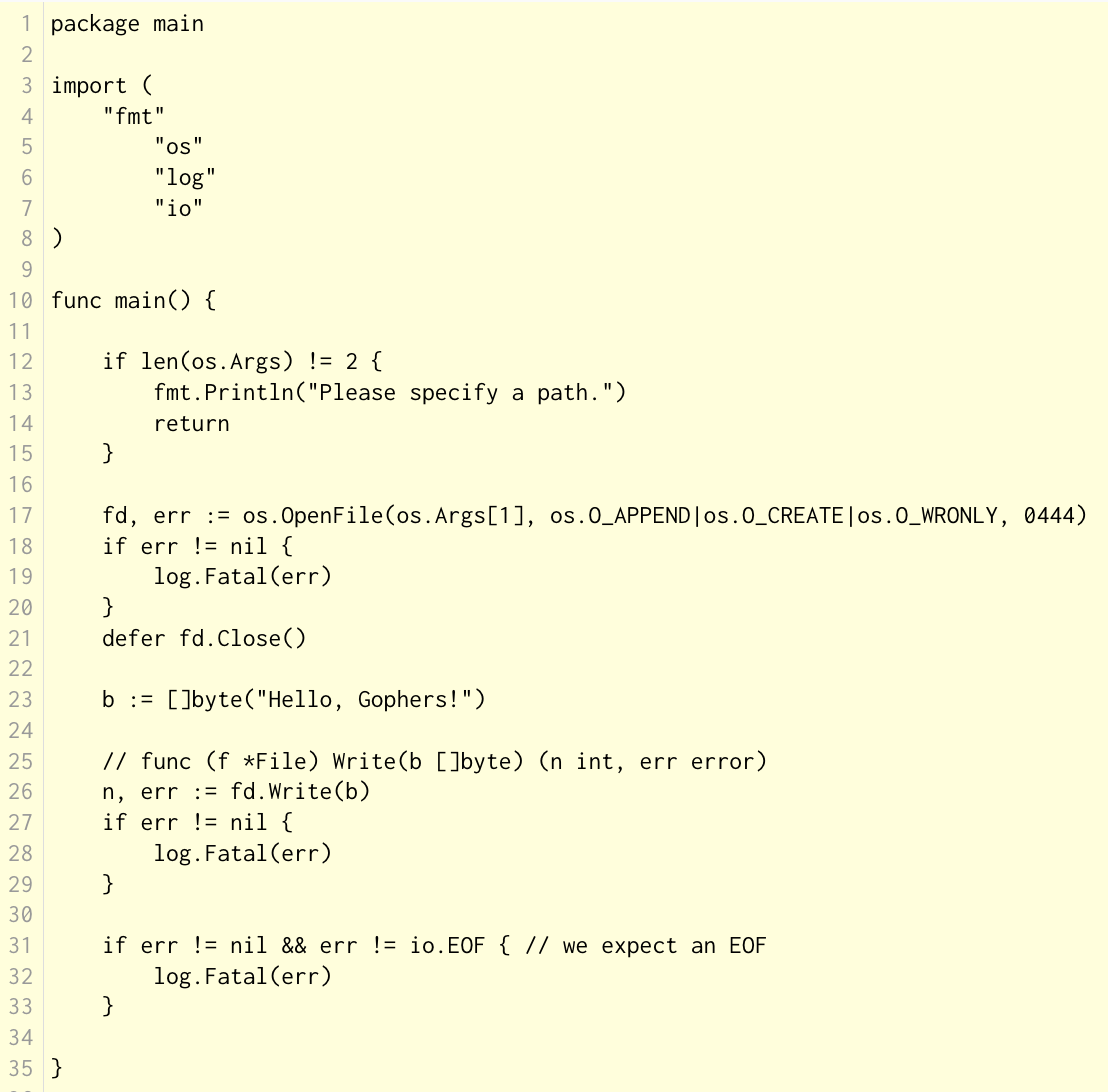 1 package main
2
3 import (
4     "fmt"
5         "os"
6         "log"
7         "io"
8 )
9
10 func main() {
11
12     if len(os.Args) != 2 {
13         fmt.Println("Please specify a path.")
14         return
15     }
16
17     fd, err := os.OpenFile(os.Args[1], os.O_APPEND|os.O_CREATE|os.O_WRONLY, 0444)
18     if err != nil {
19         log.Fatal(err)
20     }
21     defer fd.Close()
22
23     b := []byte("Hello, Gophers!")
24
25     // func (f *File) Write(b []byte) (n int, err error)
26     n, err := fd.Write(b)
27     if err != nil {
28         log.Fatal(err)
29     }
30
31     if err != nil && err != io.EOF { // we expect an EOF
32         log.Fatal(err)
33     }
34
35 }